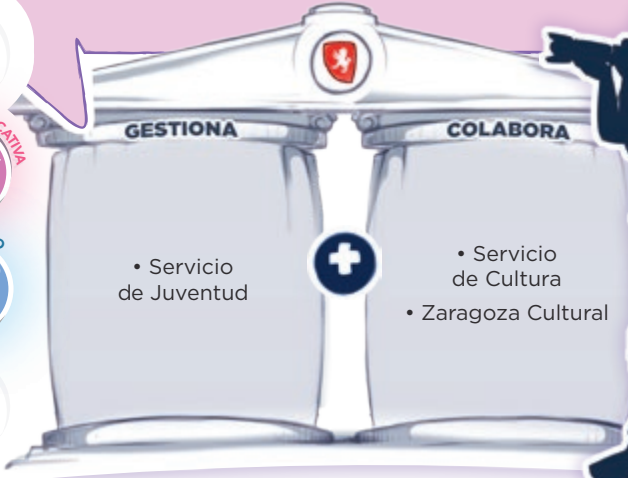 GESTIONA
COLABORA
• Servicio
de Juventud
• Servicio
de Cultura
• Zaragoza Cultural